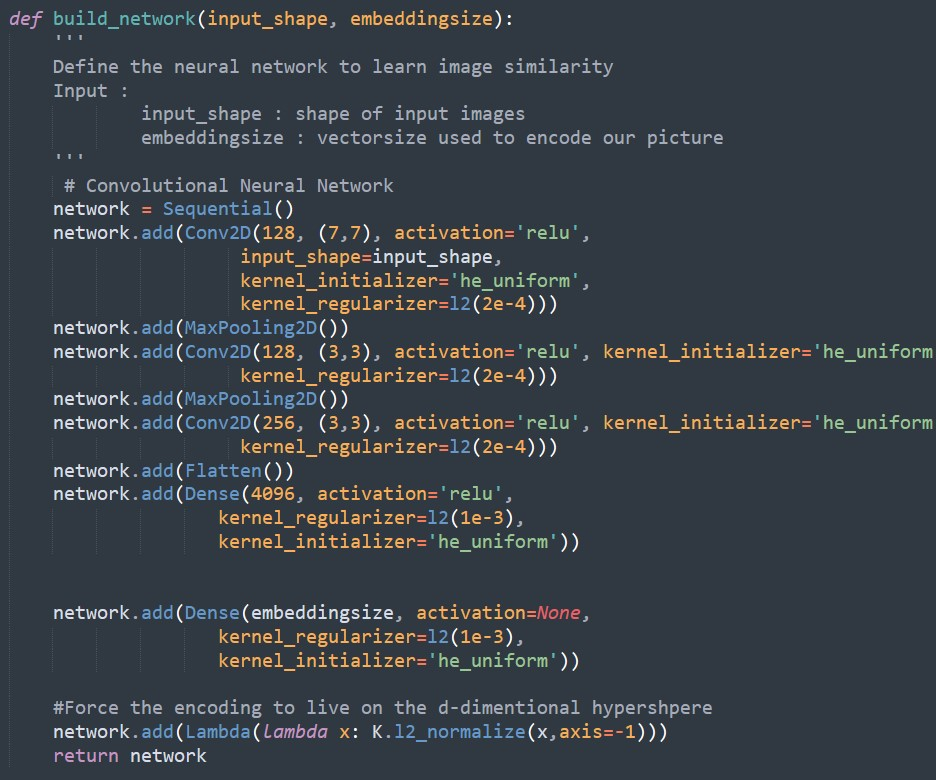 def build_network(input_shape, embeddingsize):
    '''
    Define the neural network to learn image similarity
    Input :
            input_shape : shape of input images
            embeddingsize : vectorsize used to encode our picture
    '''
     # Convolutional Neural Network
    network = Sequential()
    network.add(Conv2D(128, (7,7), activation='relu',
                     input_shape=input_shape,
                     kernel_initializer='he_uniform',
                     kernel_regularizer=l2(2e-4)))
    network.add(MaxPooling2D())
    network.add(Conv2D(128, (3,3), activation='relu', kernel_initializer='he_uniform
                     kernel_regularizer=l2(2e-4)))
    network.add(MaxPooling2D())
    network.add(Conv2D(256, (3,3), activation='relu', kernel_initializer='he_uniform
                     kernel_regularizer=l2(2e-4)))
    network.add(Flatten())
    network.add(Dense(4096, activation='relu',
                   kernel_regularizer=l2(1e-3),
                   kernel_initializer='he_uniform'))
    network.add(Dense(embeddingsize, activation=None,
                   kernel_regularizer=l2(1e-3),
                   kernel_initializer='he_uniform'))
    #Force the encoding to live on the d-dimentional hypershpere
    network.add(Lambda(lambda x: K.l2_normalize(x,axis=-1)))
    return network